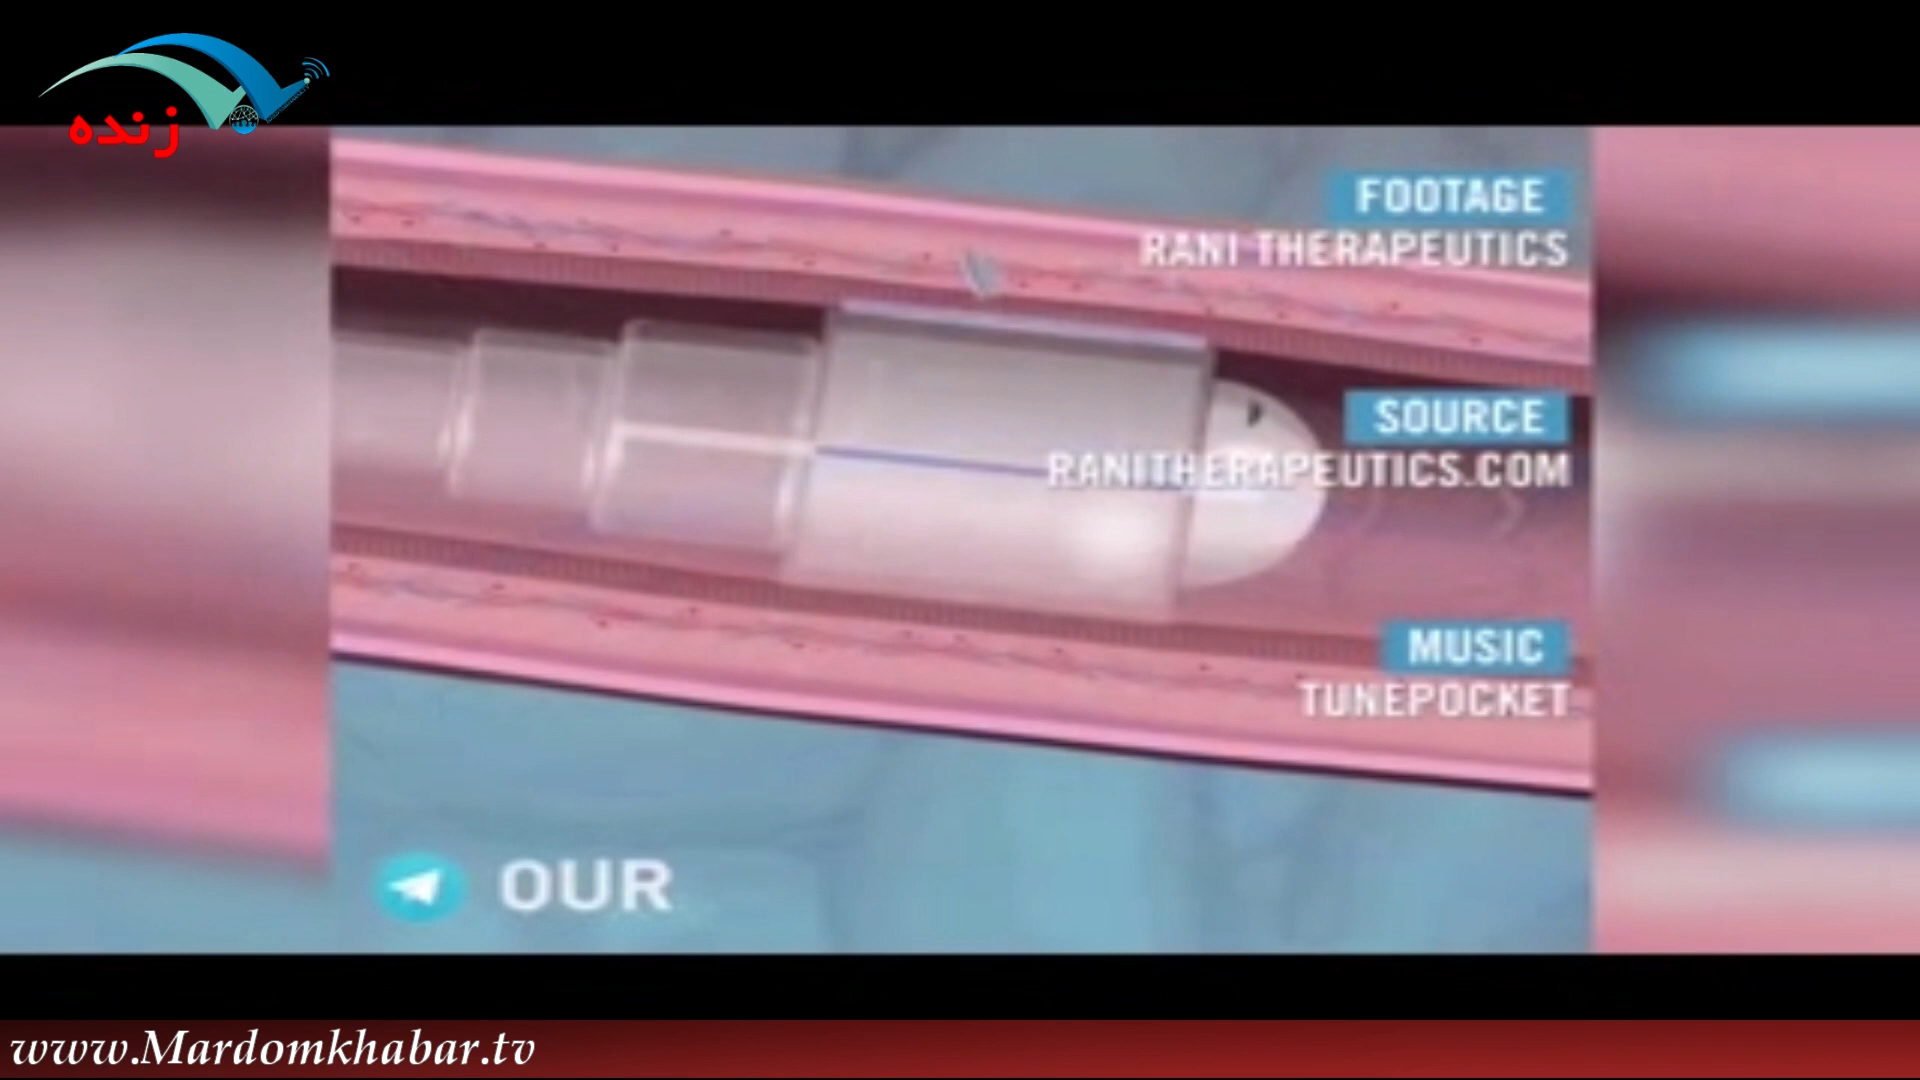 زنده
FOOTAGE
RANI THERAPEUTICS
SOURCE
RANITHERAPEUTICS.COM
MUSIC
TUNEPOCKET
OUR
www.Mardomkhabar.tv